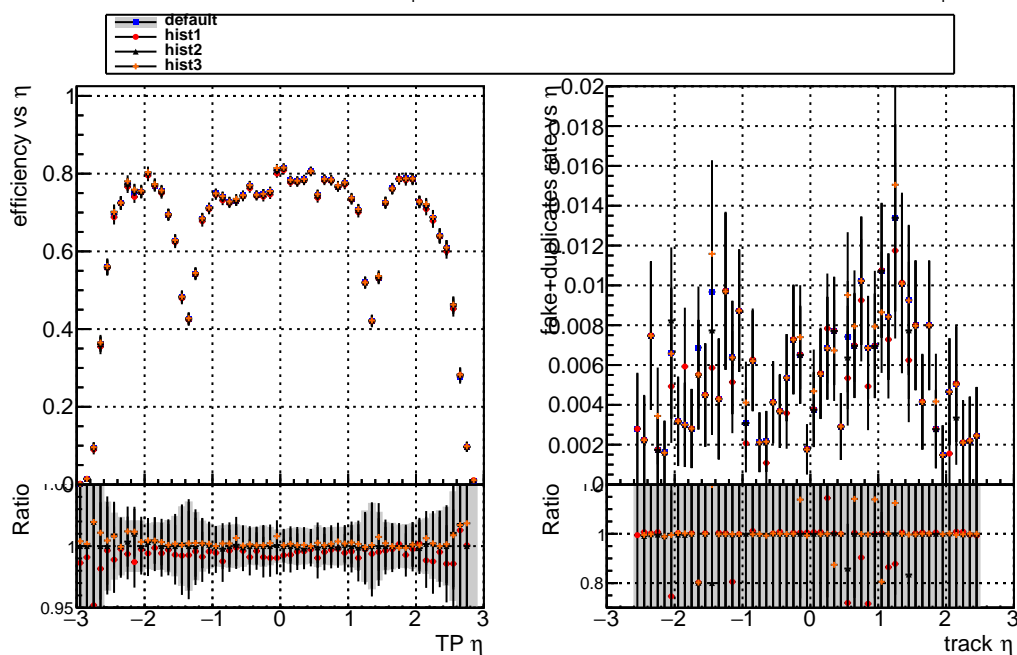 default
hist1
hist2
hist3
efficiency vs η
1
0.8
0.6
0.4
0.2
0
Ratio
1
0.95
−3 −2 −1 0 1 2 3
TP η
fake+duplicates rate vs η
0.02
0.018
0.016
0.014
0.012
0.01
0.008
0.006
0.004
0.002
0
Ratio
1
0.8
−3 −2 −1 0 1 2 3
track η